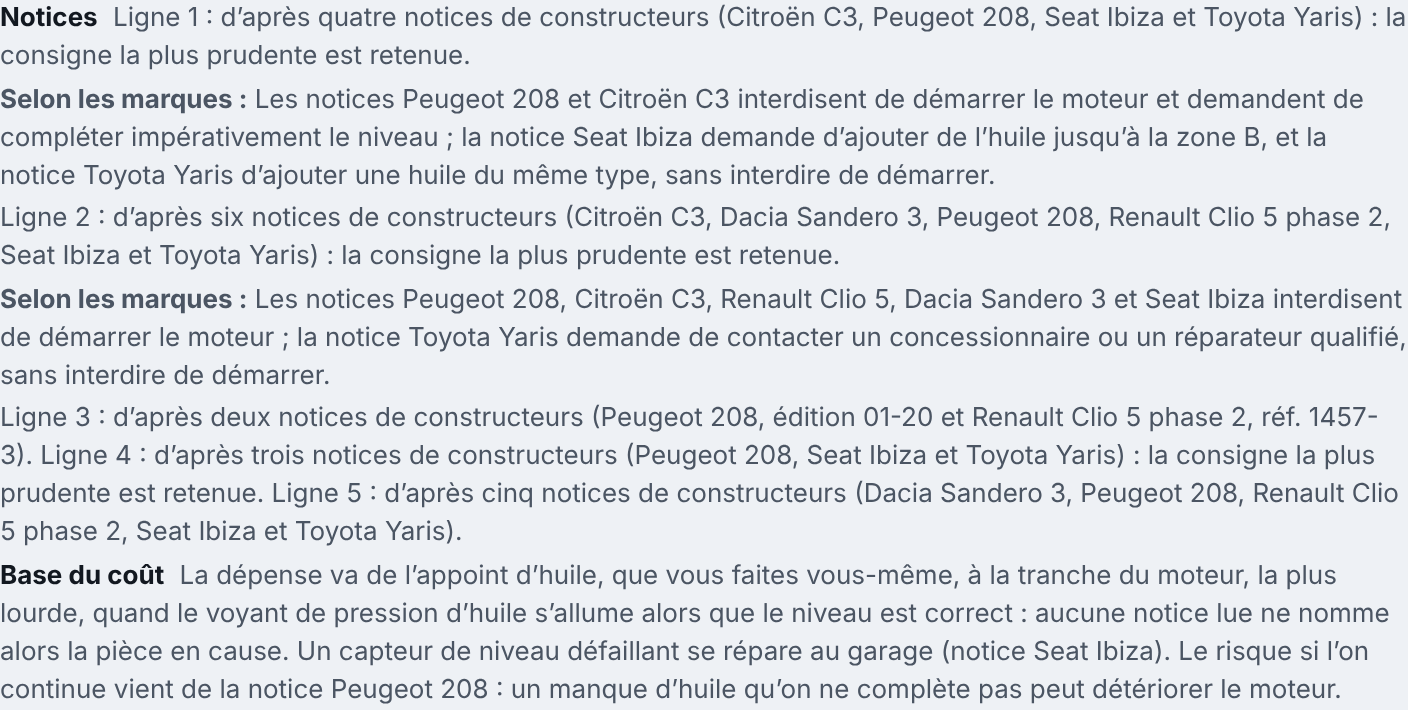 Notices Ligne 1 : d’après quatre notices de constructeurs (Citroën C3, Peugeot 208, Seat Ibiza et Toyota Yaris) : la
consigne la plus prudente est retenue.
Selon les marques : Les notices Peugeot 208 et Citroën C3 interdisent de démarrer le moteur et demandent de
compléter impérativement le niveau ; la notice Seat Ibiza demande d’ajouter de l’huile jusqu’à la zone B, et la
notice Toyota Yaris d’ajouter une huile du même type, sans interdire de démarrer.
Ligne 2 : d’après six notices de constructeurs (Citroën C3, Dacia Sandero 3, Peugeot 208, Renault Clio 5 phase 2,
Seat Ibiza et Toyota Yaris) : la consigne la plus prudente est retenue.
Selon les marques : Les notices Peugeot 208, Citroën C3, Renault Clio 5, Dacia Sandero 3 et Seat Ibiza interdisent
de démarrer le moteur ; la notice Toyota Yaris demande de contacter un concessionnaire ou un réparateur qualifié,
sans interdire de démarrer.
Ligne 3 : d’après deux notices de constructeurs (Peugeot 208, édition 01-20 et Renault Clio 5 phase 2, réf. 1457-
3). Ligne 4 : d’après trois notices de constructeurs (Peugeot 208, Seat Ibiza et Toyota Yaris) : la consigne la plus
prudente est retenue. Ligne 5 : d’après cinq notices de constructeurs (Dacia Sandero 3, Peugeot 208, Renault Clio
5 phase 2, Seat Ibiza et Toyota Yaris).
Base du coût La dépense va de l’appoint d’huile, que vous faites vous-même, à la tranche du moteur, la plus
lourde, quand le voyant de pression d’huile s’allume alors que le niveau est correct : aucune notice lue ne nomme
alors la pièce en cause. Un capteur de niveau défaillant se répare au garage (notice Seat Ibiza). Le risque si l’on
continue vient de la notice Peugeot 208 : un manque d’huile qu’on ne complète pas peut détériorer le moteur.